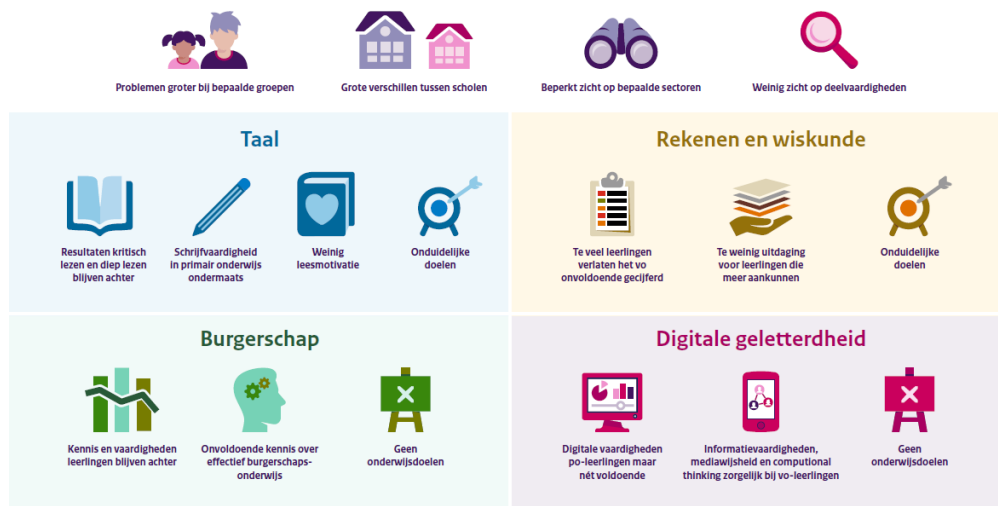 Problemen groter bij bepaalde groepen
Grote verschillen tussen scholen
Beperkt zicht op bepaalde sectoren
Weinig zicht op deelvaardigheden
Taal
Resultaten kritisch
lezen en diep lezen
blijven achter
Schrijfvaardigheid
in primair onderwijs
ondermaats
Weinig
leesmotivatie
Onduidelijke
doelen
Rekenen en wiskunde
Te veel leerlingen
verlaten het vo
onvoldoende gecijferd
Te weinig uitdaging
voor leerlingen die
meer aankunnen
Onduidelijke
doelen
Burgerschap
Kennis en vaardigheden
leerlingen blijven achter
Onvoldoende kennis over
effectief burgerschaps-
onderwijs
Geen
onderwijsdoelen
Digitale geletterdheid
Digitale vaardigheden
po-leerlingen maar
nét voldoende
Informatievaardigheden,
mediawijsheid en computional
thinking zorgelijk bij vo-leerlingen
Geen
onderwijsdoelen